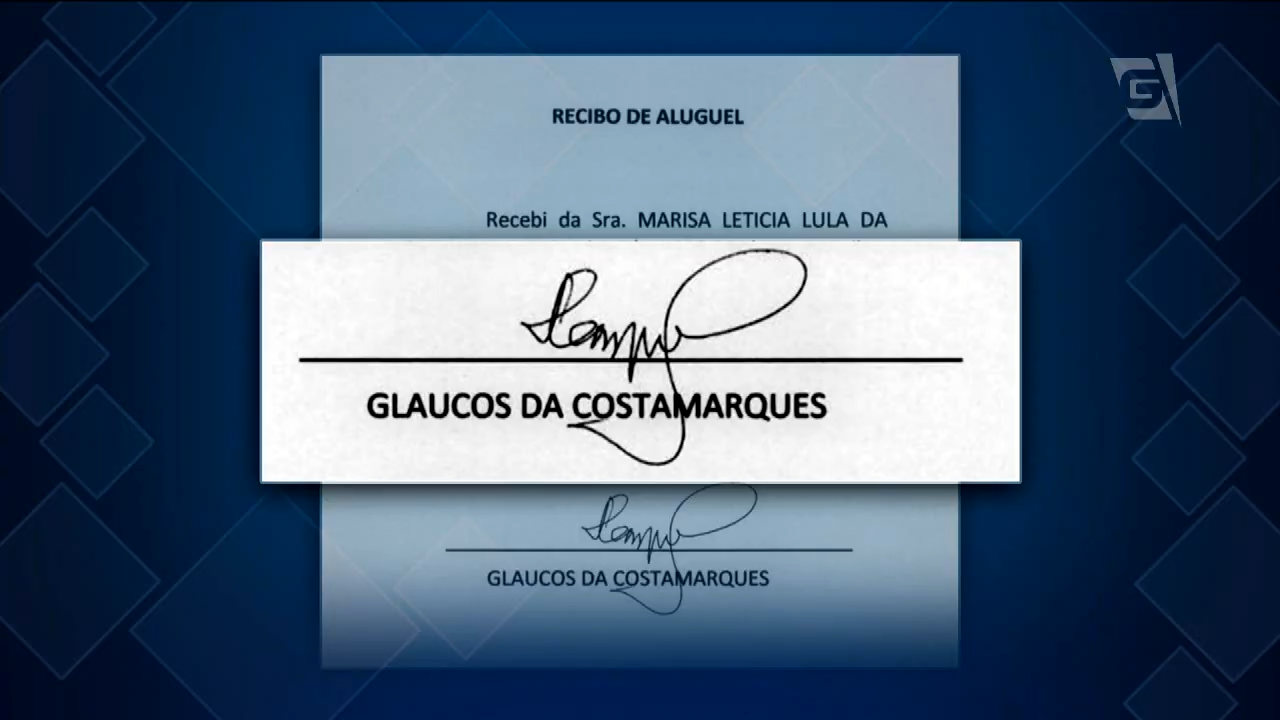 RECIBO DE ALUGUEL
Recebi da Sra. MARISA LETICIA LULA DA
GLAUCOS DA COSTAMARQUES
GLAUCOS DA COSTAMARQUES